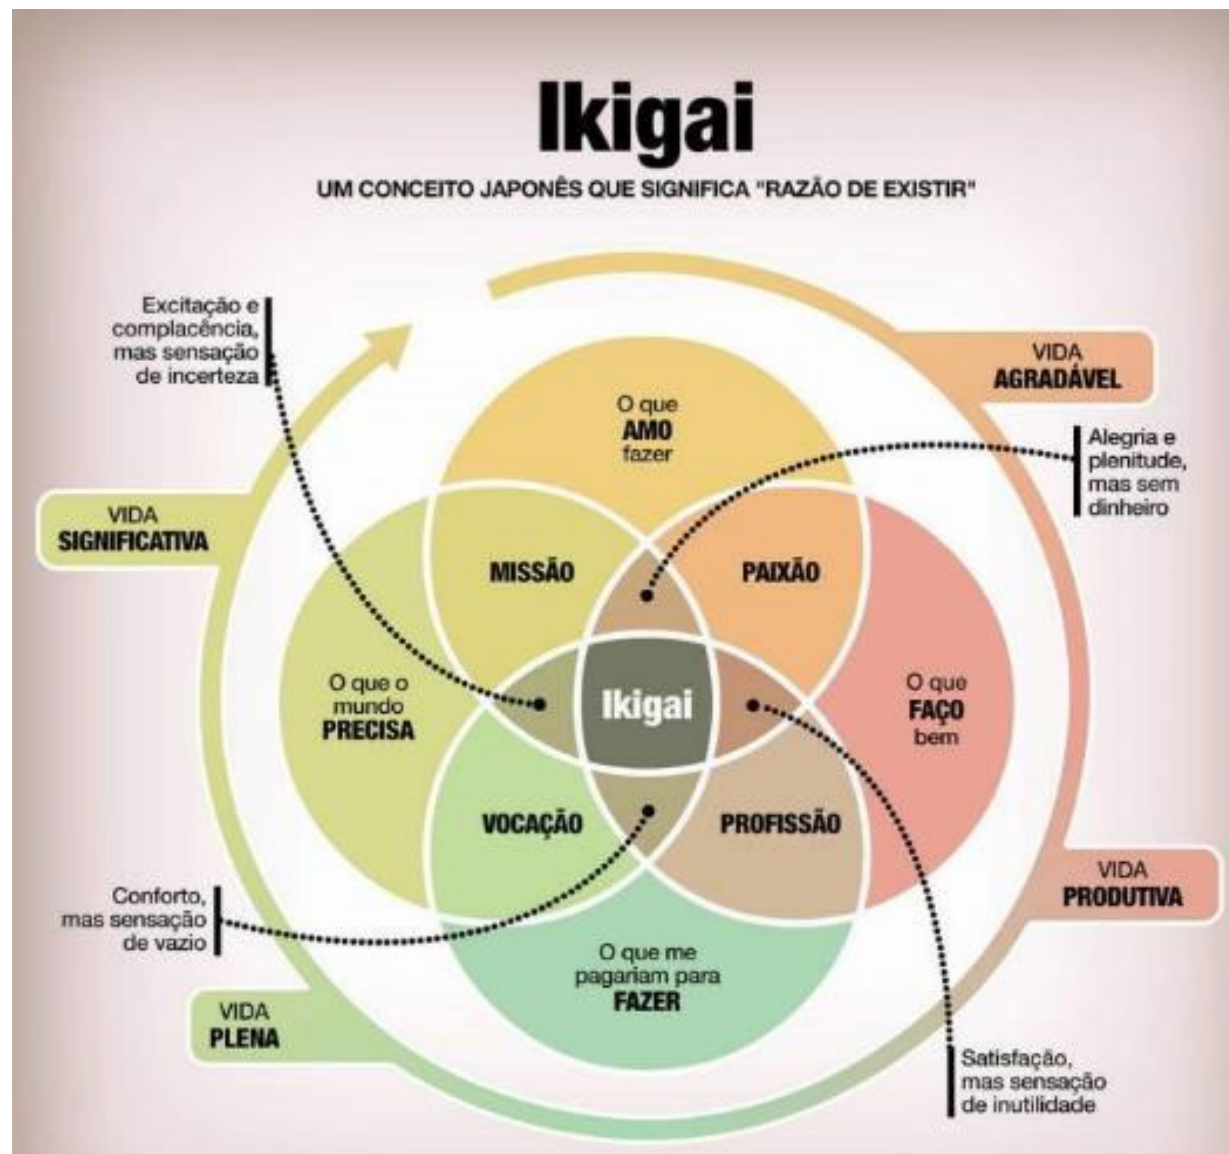 Ikigai
UM CONCEITO JAPONÊS QUE SIGNIFICA "RAZÃO DE EXISTIR"
Excitação e
complacência,
mas sensação
de incerteza
VIDA
AGRADÁVEL
O que
AMO
fazer
Alegria e
plenitude,
mas sem
dinheiro
VIDA
SIGNIFICATIVA
MISSÃO
PAIXÃO
O que o
mundo
PRECISA
Ikigai
O que
FAÇO
bem
VOCAÇÃO
PROFISSÃO
VIDA
PRODUTIVA
Conforto,
mas sensação
de vazio
O que me
pagariam para
FAZER
VIDA
PLENA
Satisfação,
mas sensação
de inutilidade